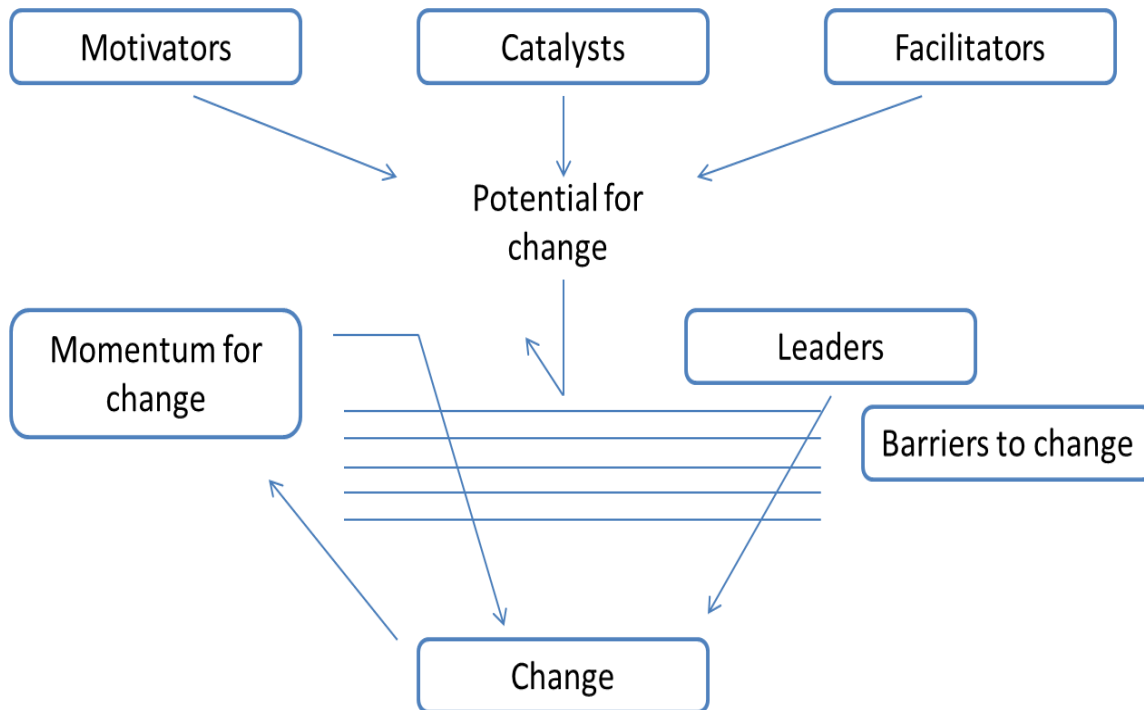 Motivators
Catalysts
Facilitators
Potential for
change
Momentum for
change
Leaders
Barriers to change
Change